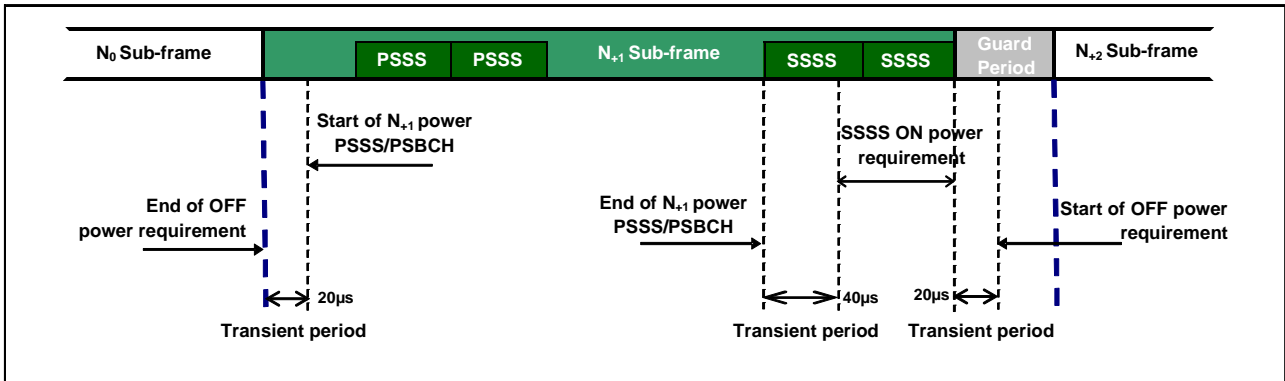 N₀ Sub-frame
PSSS
PSSS
N₊₁ Sub-frame
SSSS
SSSS
Guard
Period
N₊₂ Sub-frame
Start of N₊₁ power
PSSS/PSBCH
SSSS ON power
requirement
End of OFF
power requirement
End of N₊₁ power
PSSS/PSBCH
Start of OFF power
requirement
20µs
40µs
20µs
Transient period
Transient period
Transient period